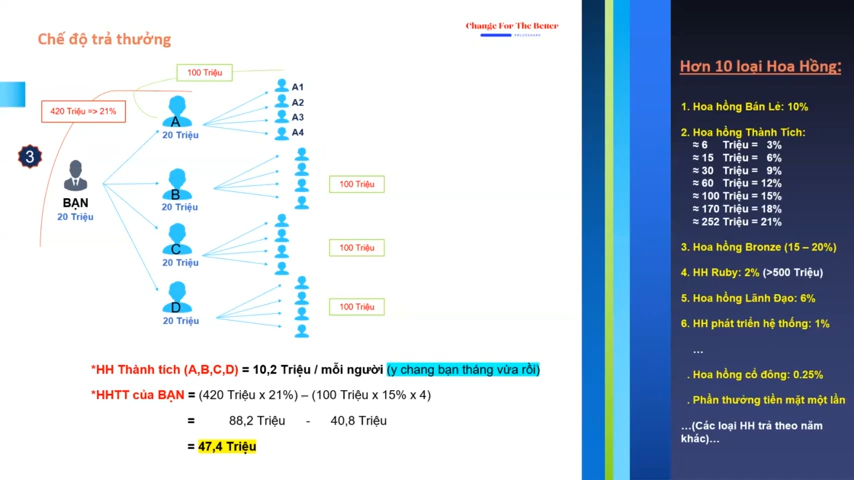 Chế độ trả thưởng
Change For The Better
100 Triệu
420 Triệu => 21%
A1
A2
A3
A4
A
20 Triệu
3
BẠN
20 Triệu
B
20 Triệu
100 Triệu
C
20 Triệu
100 Triệu
D
20 Triệu
100 Triệu
*HH Thành tích (A,B,C,D) = 10,2 Triệu / mỗi người (y chang bạn tháng vừa rồi)
*HHTT của BẠN = (420 Triệu x 21%) – (100 Triệu x 15% x 4)
= 88,2 Triệu - 40,8 Triệu
= 47,4 Triệu
Hơn 10 loại Hoa Hồng:
1. Hoa hồng Bán Lẻ: 10%
2. Hoa hồng Thành Tích:
≈ 6 Triệu = 3%
≈ 15 Triệu = 6%
≈ 30 Triệu = 9%
≈ 60 Triệu = 12%
≈ 100 Triệu = 15%
≈ 170 Triệu = 18%
≈ 252 Triệu = 21%
3. Hoa hồng Bronze (15 – 20%)
4. HH Ruby: 2% (>500 Triệu)
5. Hoa hồng Lãnh Đạo: 6%
6. HH phát triển hệ thống: 1%
...
. Hoa hồng cổ đông: 0.25%
. Phần thưởng tiền mặt một lần
...(Các loại HH trả theo năm
khác)...